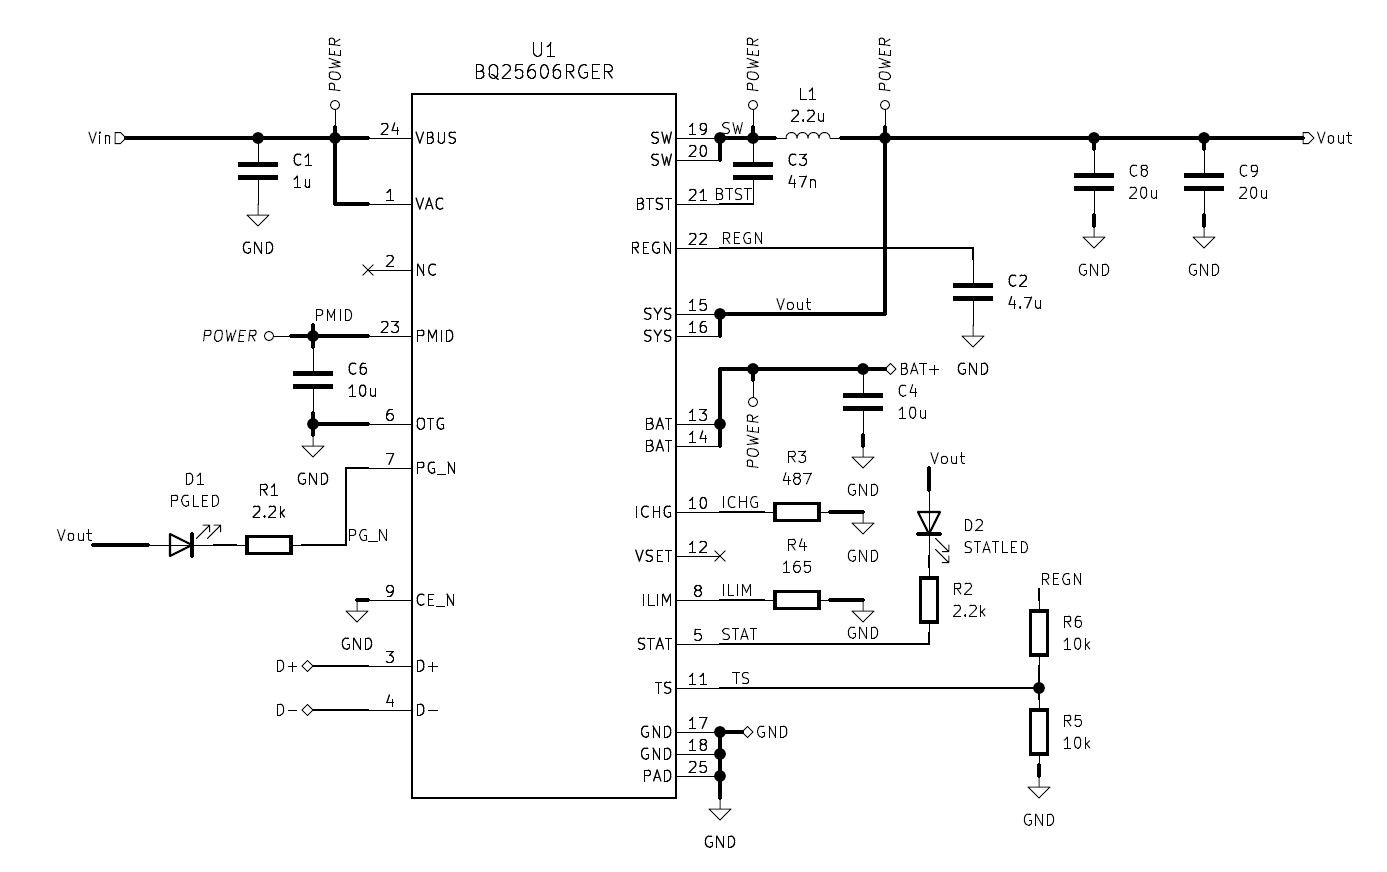 U1
BQ25606RGER
POWER
POWER
POWER
Vin
24
VBUS
C1
1u
GND
1
VAC
2
NC
PMID
POWER
23
PMID
C6
10u
6
OTG
GND
7
PG_N
D1
PGLED
R1
2.2k
Vout
PG_N
9
CE_N
GND
D+
3
D+
D-
4
D-
SW
19
SW
SW
20
L1
2.2u
C3
47n
BTST
21
BTST
REGN
22
REGN
C2
4.7u
GND
SYS
15
Vout
SYS
16
C8
20u
GND
C9
20u
GND
Vout
BAT+
C4
10u
GND
POWER
BAT
13
BAT
14
R3
487
ICHG
10
ICHG
GND
VSET
12
R4
165
ILIM
8
ILIM
GND
Vout
D2
STATLED
R2
2.2k
STAT
5
STAT
REGN
R6
10k
TS
11
TS
R5
10k
GND
GND
17
GND
GND
18
PAD
25
GND